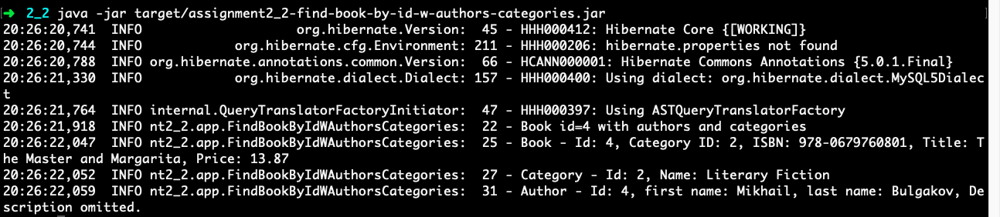 ➜ 2_2 java -jar target/assignment2_2-find-book-by-id-w-authors-categories.jar
20:26:20,741  INFO                   org.hibernate.Version:  45 - HHH000412: Hibernate Core {[WORKING]}
20:26:20,744  INFO           org.hibernate.cfg.Environment: 211 - HHH000206: hibernate.properties not found
20:26:20,788  INFO org.hibernate.annotations.common.Version:  66 - HCANN000001: Hibernate Commons Annotations {5.0.1.Final}
20:26:21,330  INFO           org.hibernate.dialect.Dialect: 157 - HHH000400: Using dialect: org.hibernate.dialect.MySQL5Dialec
t
20:26:21,764  INFO internal.QueryTranslatorFactoryInitiator:  47 - HHH000397: Using ASTQueryTranslatorFactory
20:26:21,918  INFO nt2_2.app.FindBookByIdWAuthorsCategories:  22 - Book id=4 with authors and categories
20:26:22,047  INFO nt2_2.app.FindBookByIdWAuthorsCategories:  25 - Book - Id: 4, Category ID: 2, ISBN: 978-0679760801, Title: T
he Master and Margarita, Price: 13.87
20:26:22,052  INFO nt2_2.app.FindBookByIdWAuthorsCategories:  27 - Category - Id: 2, Name: Literary Fiction
20:26:22,059  INFO nt2_2.app.FindBookByIdWAuthorsCategories:  31 - Author - Id: 4, first name: Mikhail, last name: Bulgakov, De
scription omitted.